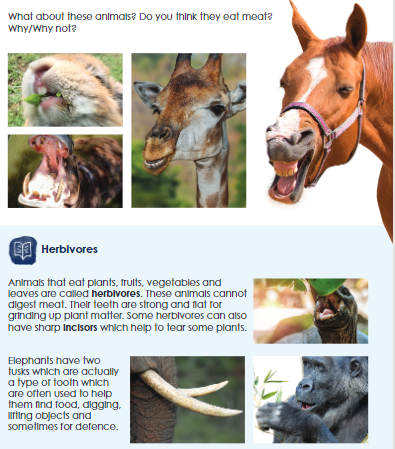 What about these animals? Do you think they eat meat?
Why/Why not?
Herbivores
Animals that eat plants, fruits, vegetables and
leaves are called herbivores. These animals cannot
digest meat. Their teeth are strong and flat for
grinding up plant matter. Some herbivores can also
have sharp incisors which help to tear some plants.
Elephants have two
tusks which are actually
a type of tooth which
are often used to help
them find food, digging,
lifting objects and
sometimes for defence.